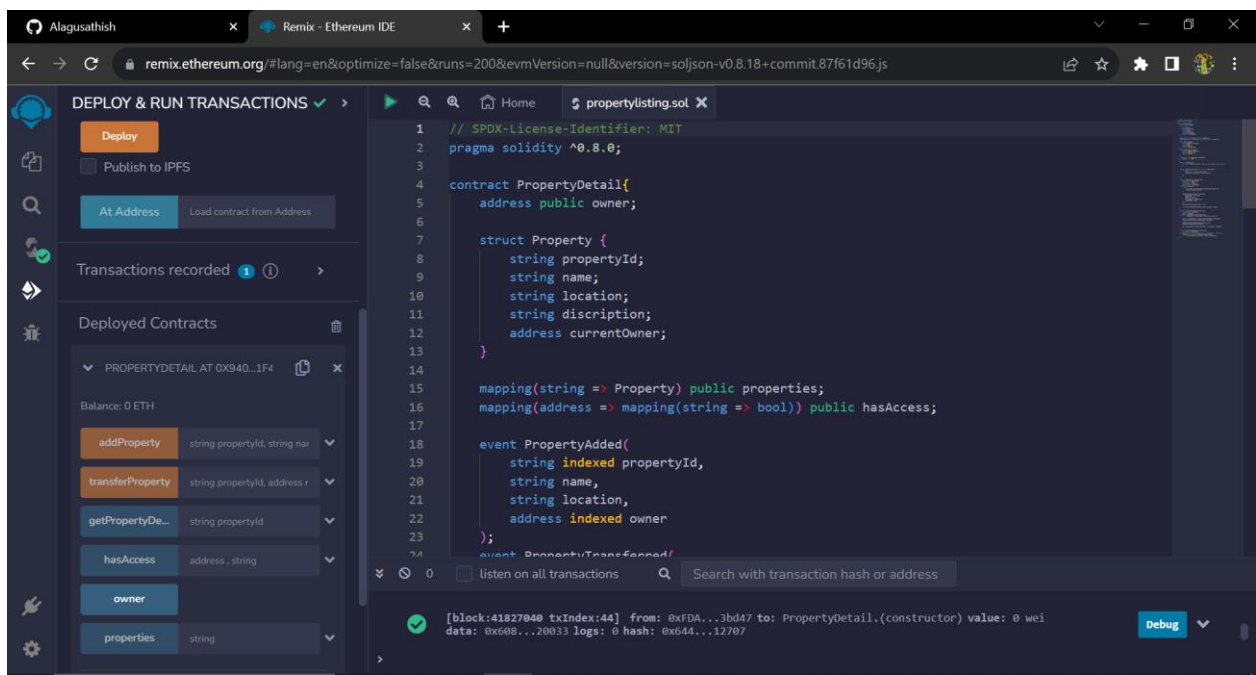 Alagusathish
Remix - Ethereum IDE
remix.ethereum.org/#lang=en&optimize=false&runs=200&evmVersion=null&version=soljson-v0.8.18+commit.87f61d96.js
DEPLOY & RUN TRANSACTIONS
Deploy
Publish to IPFS
At Address Load contract from Address
Transactions recorded 1 i
Deployed Contracts
PROPERTYDETAIL AT 0X940...1F4
Balance: 0 ETH
addProperty string propertyId, string nar
transferProperty string propertyId, address r
getPropertyDe... string propertyId
hasAccess address , string
owner
properties string
Home propertylisting.sol
1 // SPDX-License-Identifier: MIT
2 pragma solidity ^0.8.0;
3
4 contract PropertyDetail{
5 address public owner;
6
7 struct Property {
8 string propertyId;
9 string name;
10 string location;
11 string discription;
12 address currentOwner;
13 }
14
15 mapping(string => Property) public properties;
16 mapping(address => mapping(string => bool)) public hasAccess;
17
18 event PropertyAdded(
19 string indexed propertyId,
20 string name,
21 string location,
22 address indexed owner
23 );
24 event PropertyTransferred(
0 listen on all transactions Search with transaction hash or address
[block:41827040 txIndex:44] from: 0xFDA...3bd47 to: PropertyDetail.(constructor) value: 0 wei
data: 0x608...20033 logs: 0 hash: 0x644...12707
Debug
>